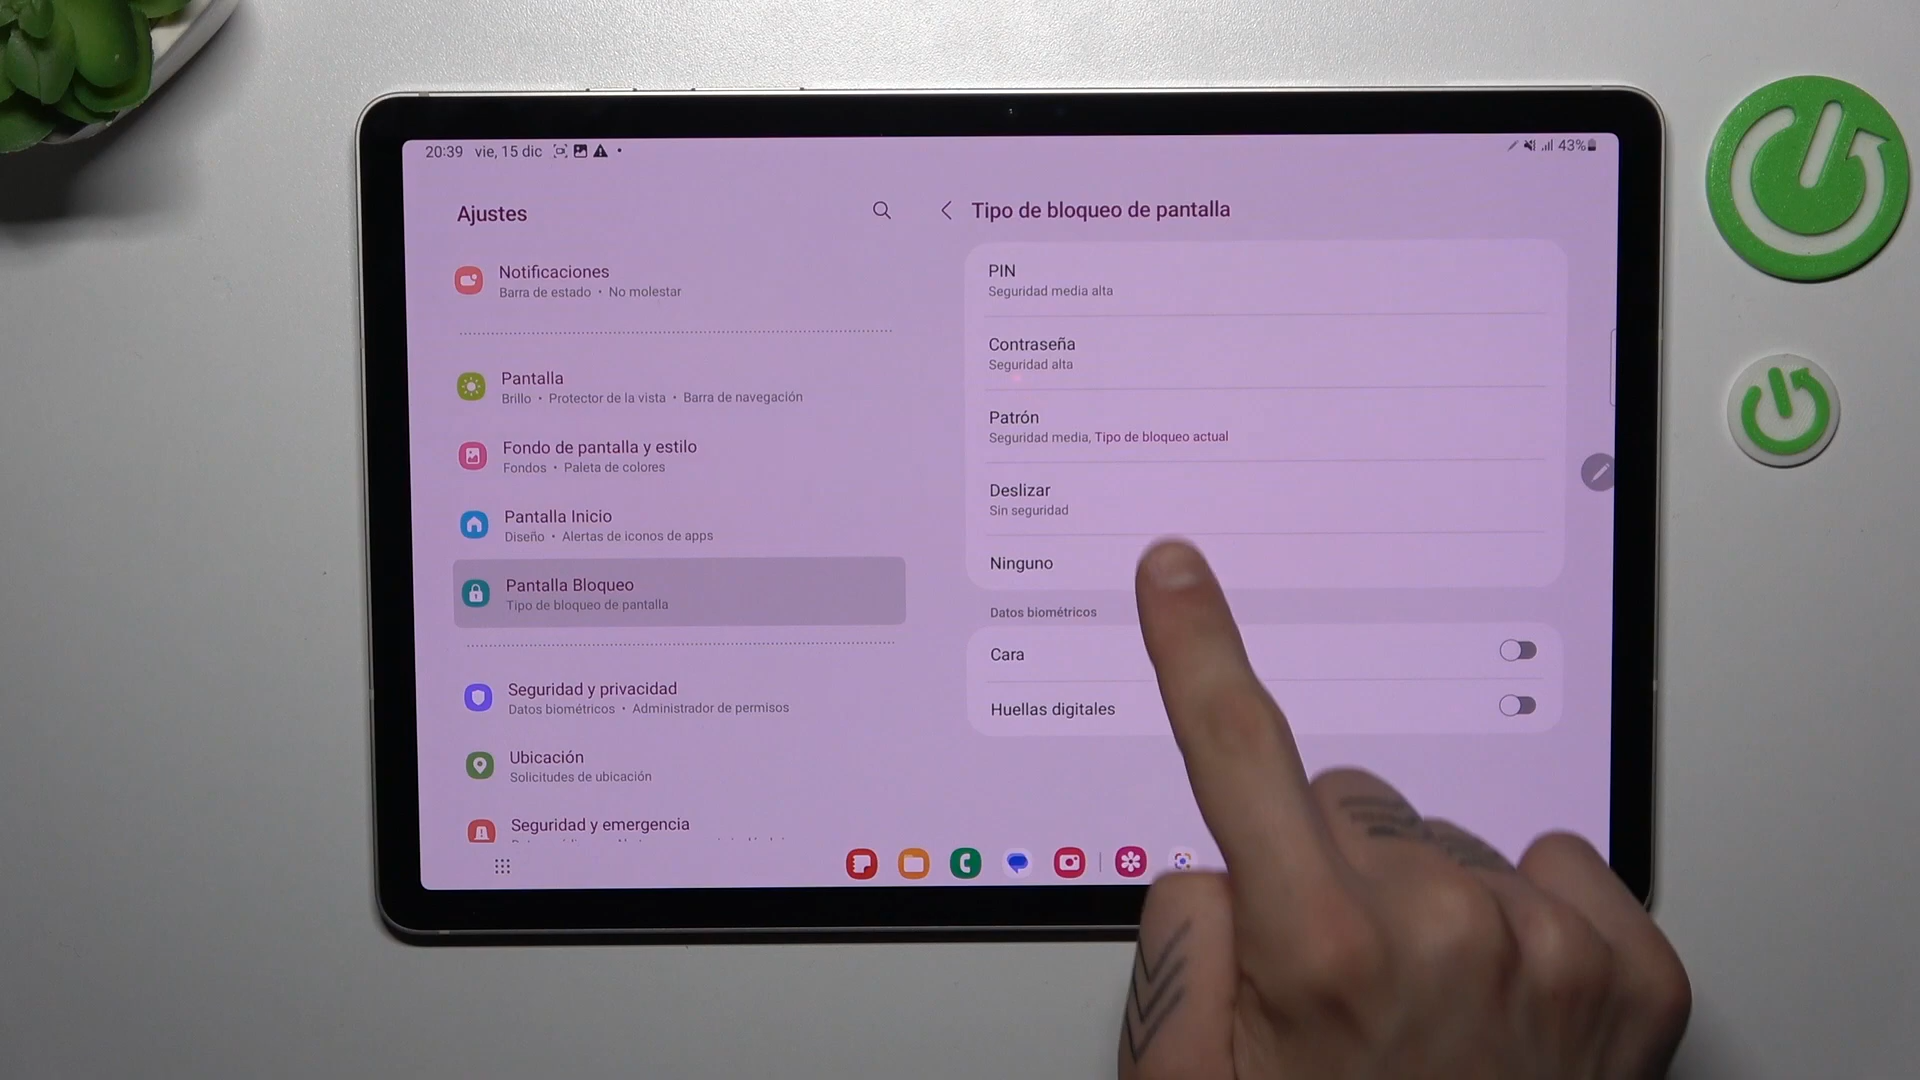 20:39 vie, 15 dic
43%
Ajustes
Notificaciones
Barra de estado • No molestar
Pantalla
Brillo • Protector de la vista • Barra de navegación
Fondo de pantalla y estilo
Fondos • Paleta de colores
Pantalla Inicio
Diseño • Alertas de iconos de apps
Pantalla Bloqueo
Tipo de bloqueo de pantalla
Seguridad y privacidad
Datos biométricos • Administrador de permisos
Ubicación
Solicitudes de ubicación
Seguridad y emergencia
Tipo de bloqueo de pantalla
PIN
Seguridad media alta
Contraseña
Seguridad alta
Patrón
Seguridad media, Tipo de bloqueo actual
Deslizar
Sin seguridad
Ninguno
Datos biométricos
Cara
Huellas digitales